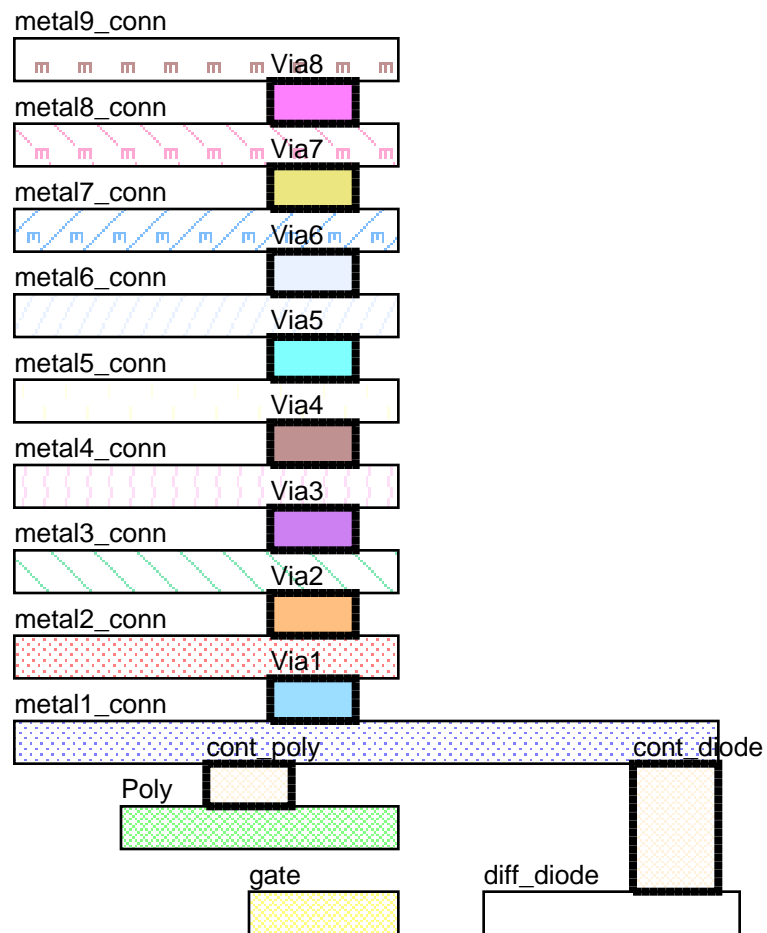 metal9_conn
Via8
metal8_conn
Via7
metal7_conn
Via6
metal6_conn
Via5
metal5_conn
Via4
metal4_conn
Via3
metal3_conn
Via2
metal2_conn
Via1
metal1_conn
cont_poly cont_diode
Poly
gate diff_diode